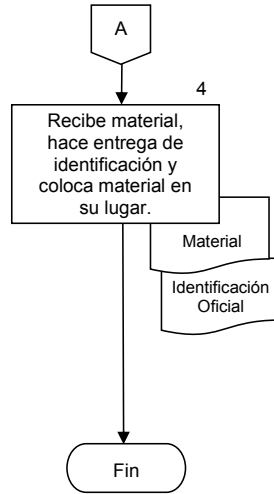 A
4
Recibe material,
hace entrega de
identificación y
coloca material en
su lugar.
Material
Identificación
Oficial
Fin